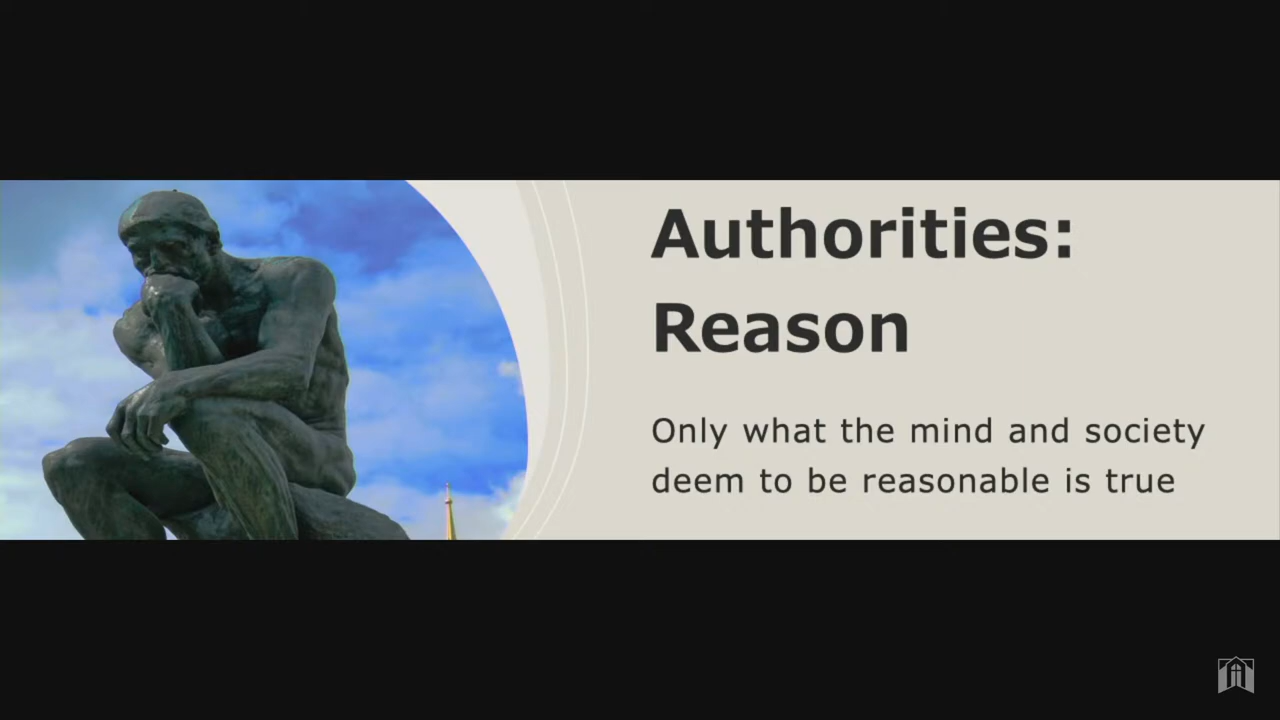 Authorities:
Reason
Only what the mind and society
deem to be reasonable is true